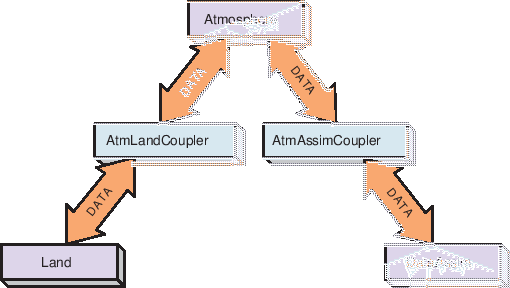 Atmosphere
DATA
DATA
AtmLandCoupler
AtmAssimCoupler
DATA
DATA
Land